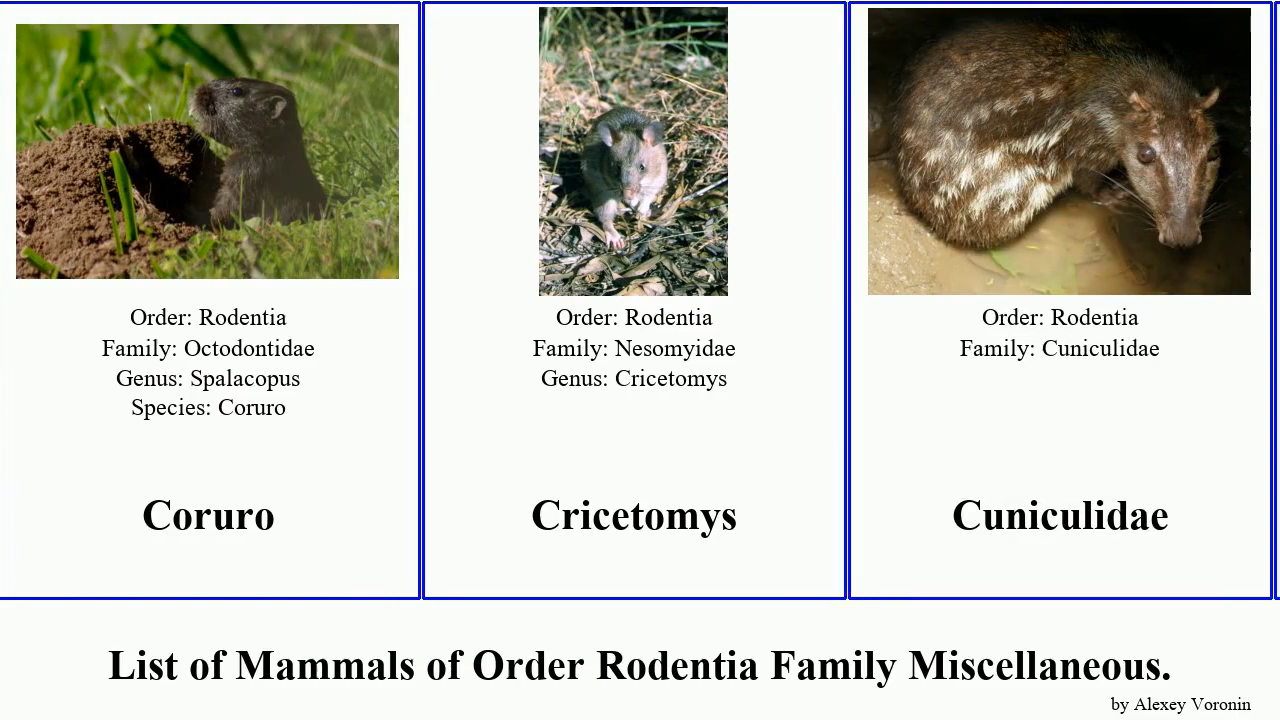 Order: Rodentia
Family: Octodontidae
Genus: Spalacopus
Species: Coruro
Coruro
Order: Rodentia
Family: Nesomyidae
Genus: Cricetomys
Cricetomys
Order: Rodentia
Family: Cuniculidae
Cuniculidae
List of Mammals of Order Rodentia Family Miscellaneous.
by Alexey Voronin